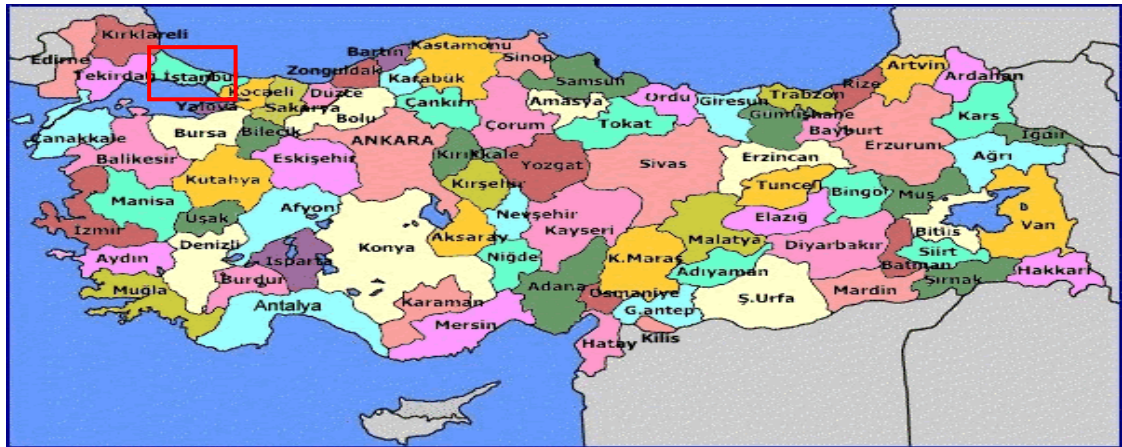 Kırklareli
Edirne
Tekirdağ
İstanbul
Kocaeli
Yalova
Sakarya
Düzce
Zonguldak
Bartın
Karabük
Kastamonu
Sinop
Samsun
Ordu
Giresun
Trabzon
Rize
Artvin
Ardahan
Kars
Iğdır
Ağrı
Erzurum
Bayburt
Gümüşhane
Çanakkale
Balikesir
Bursa
Bilecik
Bolu
Çankırı
Çorum
Amasya
Tokat
Sivas
Erzincan
Eskişehir
ANKARA
Kırıkkale
Yozgat
Kırşehir
Kutahya
Manisa
Uşak
Afyon
İzmir
Aydın
Denizli
Muğla
Burdur
Isparta
Antalya
Konya
Aksaray
Nevşehir
Niğde
Kayseri
Karaman
Mersin
Adana
Osmaniye
Hatay
Kilis
G.antep
K.Maraş
Malatya
Adıyaman
Ş.Urfa
Elazığ
Tunceli
Bingol
Muş
Bitlis
Van
Diyarbakır
Batman
Siirt
Mardin
Şırnak
Hakkari